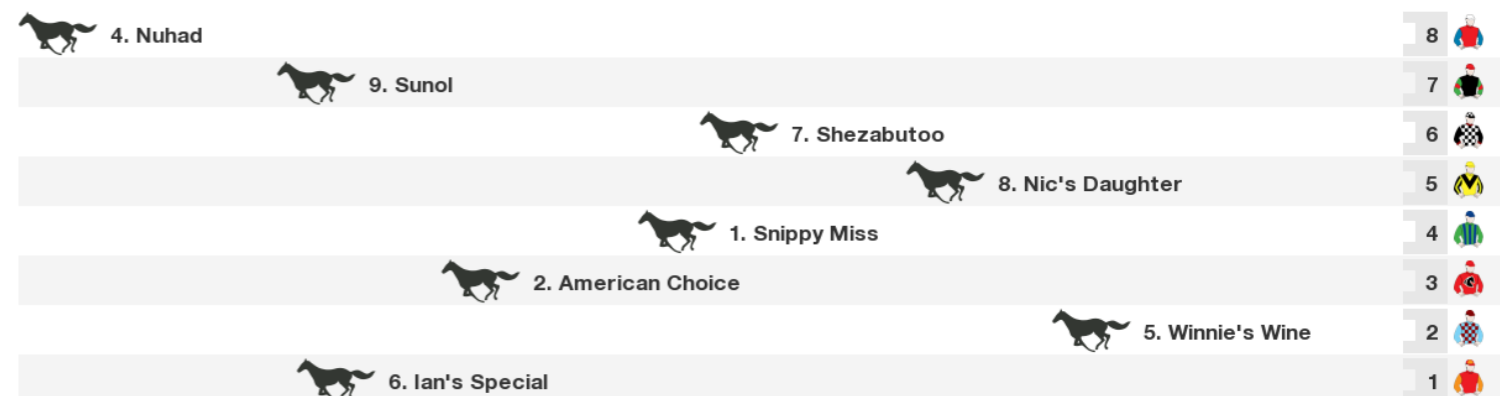 4. Nuhad 8
9. Sunol 7
7. Shezabutoo 6
8. Nic's Daughter 5
1. Snippy Miss 4
2. American Choice 3
5. Winnie's Wine 2
6. Ian's Special 1